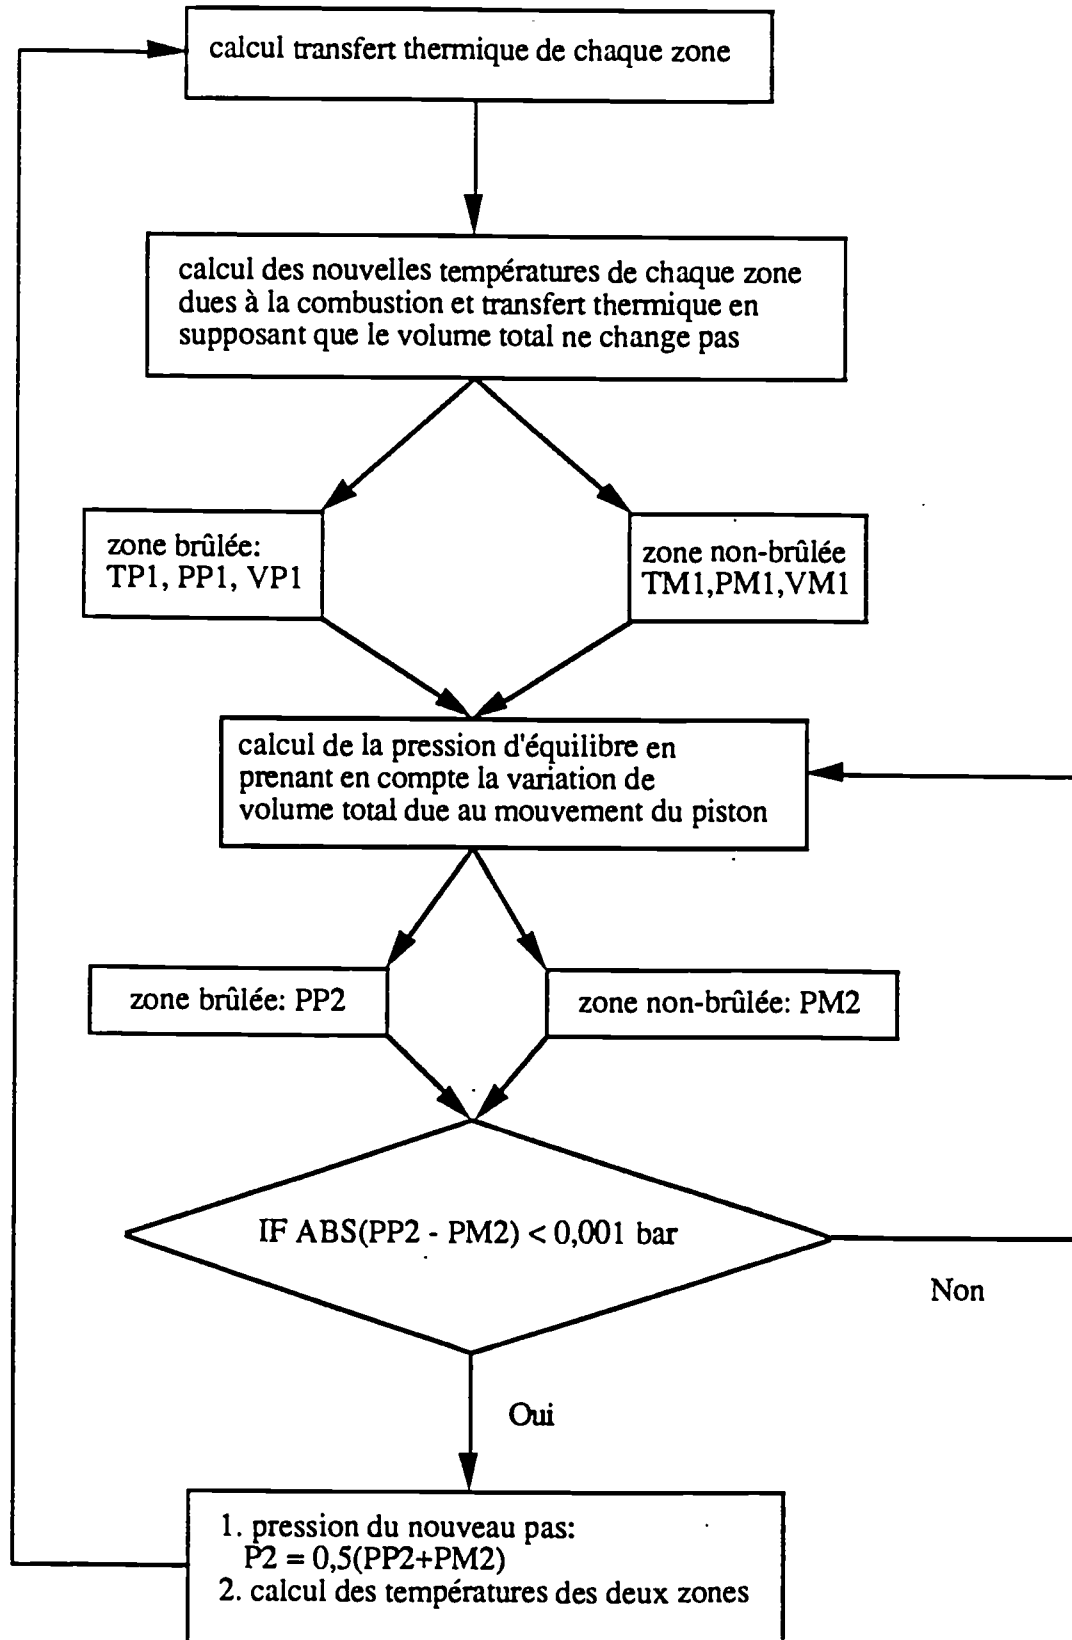 calcul transfert thermique de chaque zone
calcul des nouvelles températures de chaque zone
dues à la combustion et transfert thermique en
supposant que le volume total ne change pas
zone brûlée:
TP1, PP1, VP1
zone non-brûlée
TM1,PM1,VM1
calcul de la pression d'équilibre en
prenant en compte la variation de
volume total due au mouvement du piston
zone brûlée: PP2
zone non-brûlée: PM2
IF ABS(PP2 - PM2) < 0,001 bar
Non
Oui
1. pression du nouveau pas:
P2 = 0,5(PP2+PM2)
2. calcul des températures des deux zones